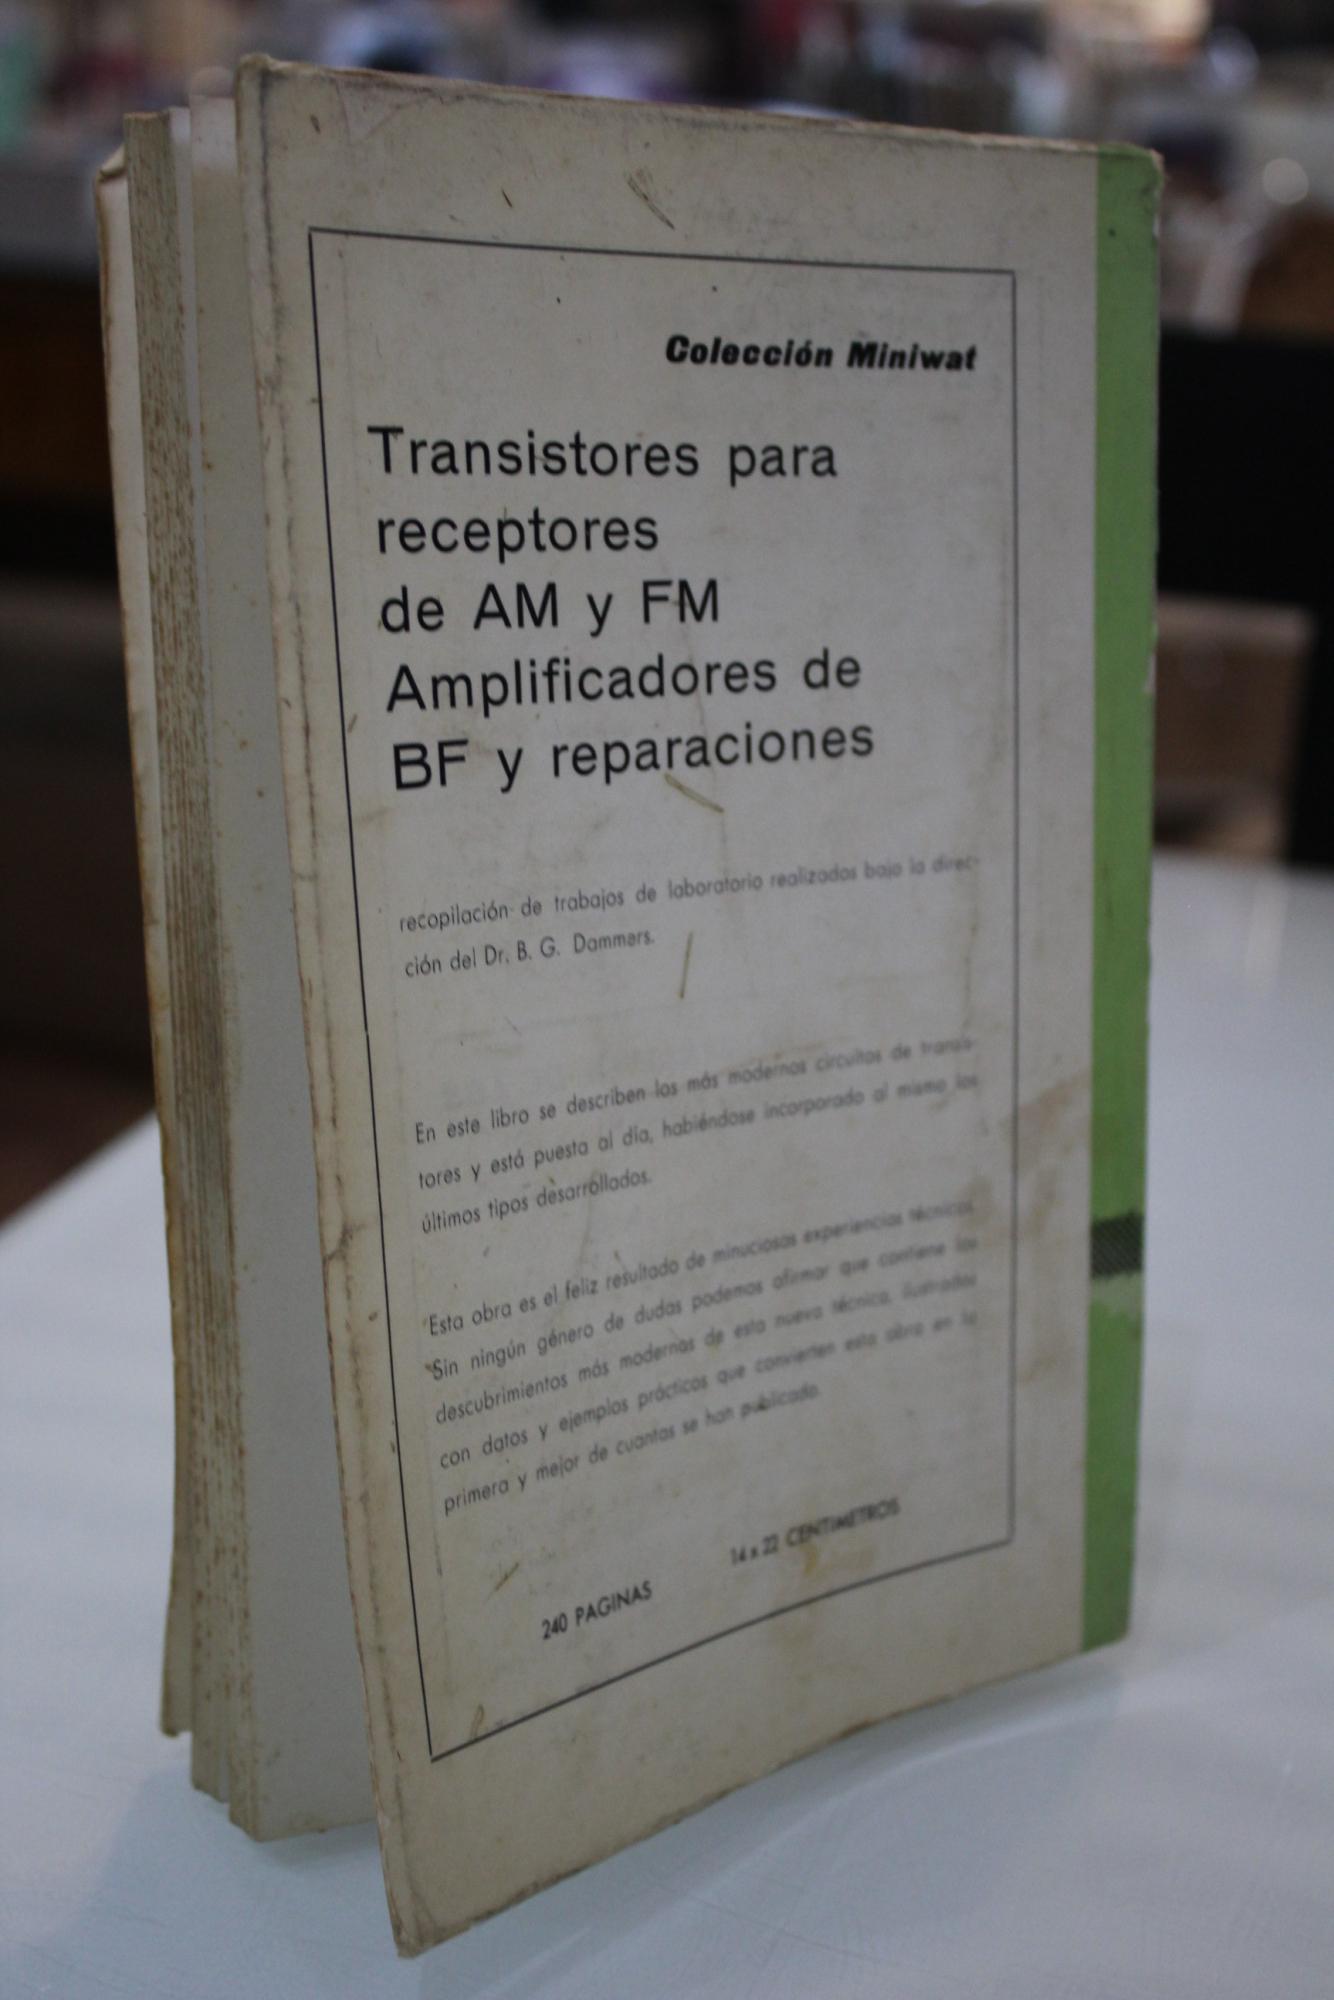 Colección Miniwat
Transistores para
receptores
de AM y FM
Amplificadores de
BF y reparaciones
recopilación de trabajos de laboratorio realizados bajo la direc-
ción del Dr. B. G. Dammers.
En este libro se describen los más modernos circuitos de transis-
tores y está puesta al día, habiéndose incorporado al mismo los
últimos tipos desarrollados.
Esta obra es el feliz resultado de minuciosas experiencias técnicas.
Sin ningún género de dudas podemos afirmar que contiene los
descubrimientos más modernos de esta nueva técnica, ilustrados
con datos y ejemplos prácticos que convierten esta obra en la
primera y mejor de cuantas se han publicado.
240 PAGINAS 14 x 22 CENTIMETROS